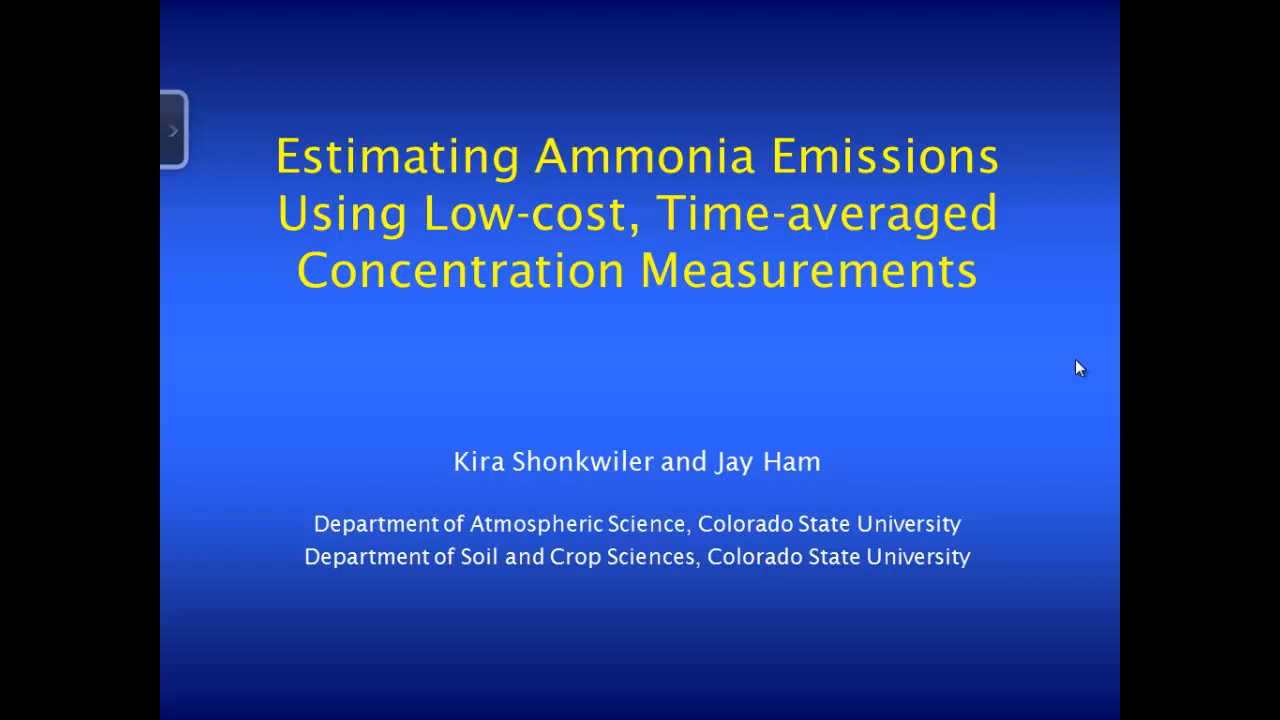 Estimating Ammonia Emissions
Using Low-cost, Time-averaged
Concentration Measurements
Kira Shonkwiler and Jay Ham
Department of Atmospheric Science, Colorado State University
Department of Soil and Crop Sciences, Colorado State University